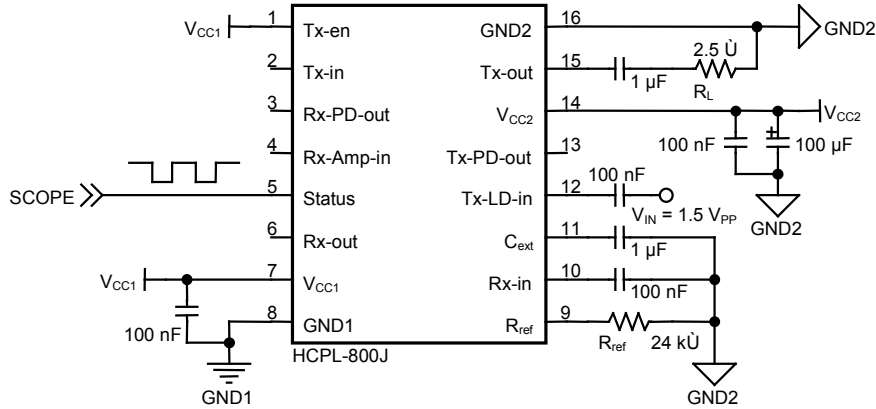 VCC1
1
Tx-en
2
Tx-in
3
Rx-PD-out
4
Rx-Amp-in
SCOPE
5
Status
6
Rx-out
VCC1
7
VCC1
100 nF
8
GND1
GND1
HCPL-800J
GND2
16
GND2
Tx-out
15
1 µF
2.5 Ù
RL
VCC2
14
VCC2
100 nF
+
100 µF
GND2
Tx-PD-out
13
Tx-LD-in
12
100 nF
VIN = 1.5 VPP
Cext
11
1 µF
Rx-in
10
100 nF
Rref
9
Rref
24 kÙ
GND2